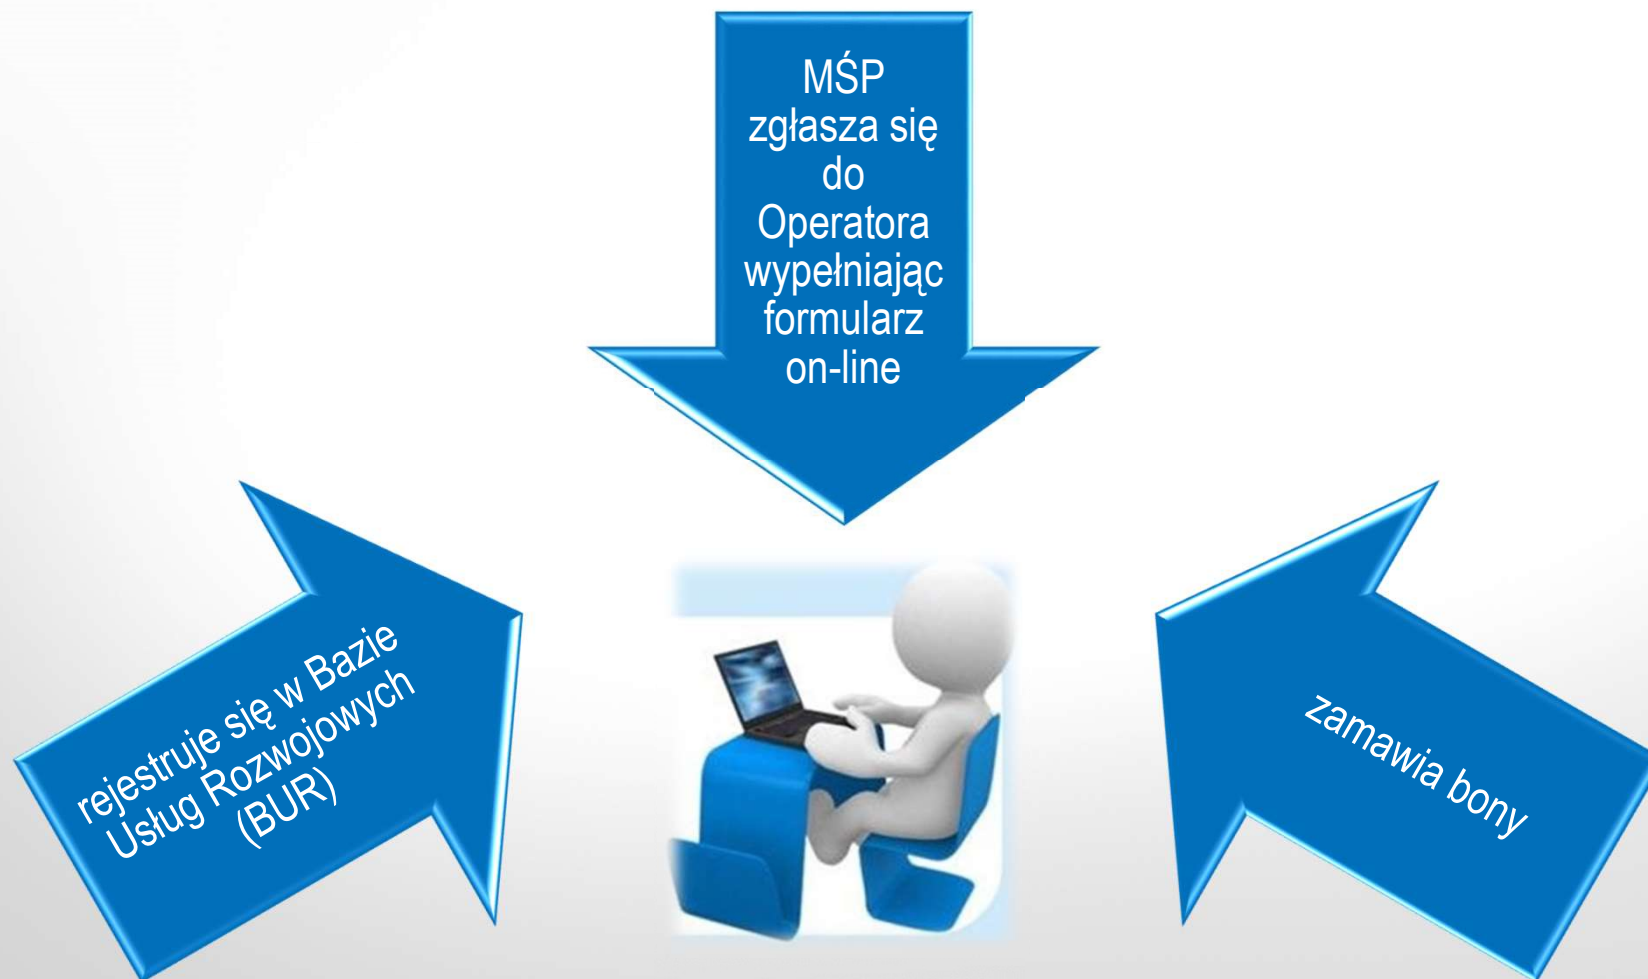 MŚP
zgłasza się
do
Operatora
wypełniając
formularz
on-line
rejestruje się w Bazie
Usług Rozwojowych
(BUR)
zamawia bony